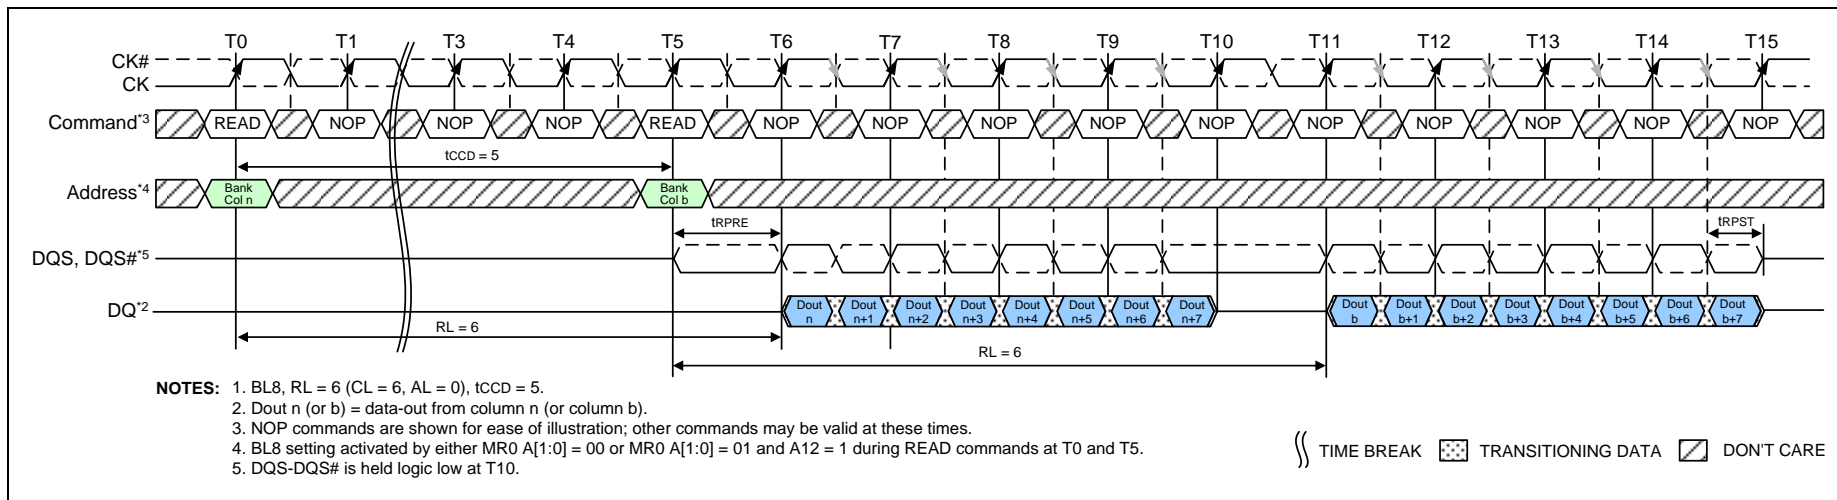 T0 T1 T3 T4 T5 T6 T7 T8 T9 T10 T11 T12 T13 T14 T15
CK#
CK
Command*3 READ NOP NOP NOP READ NOP NOP NOP NOP NOP NOP NOP NOP NOP NOP
tCCD = 5
Address*4 Bank Col n Bank Col b
tRPRE tRPST
DQS, DQS#*5
DQ*2 Dout n Dout n+1 Dout n+2 Dout n+3 Dout n+4 Dout n+5 Dout n+6 Dout n+7 Dout b Dout b+1 Dout b+2 Dout b+3 Dout b+4 Dout b+5 Dout b+6 Dout b+7
RL = 6
RL = 6
NOTES: 1. BL8, RL = 6 (CL = 6, AL = 0), tCCD = 5.
2. Dout n (or b) = data-out from column n (or column b).
3. NOP commands are shown for ease of illustration; other commands may be valid at these times.
4. BL8 setting activated by either MR0 A[1:0] = 00 or MR0 A[1:0] = 01 and A12 = 1 during READ commands at T0 and T5.
5. DQS-DQS# is held logic low at T10.
TIME BREAK TRANSITIONING DATA DON'T CARE